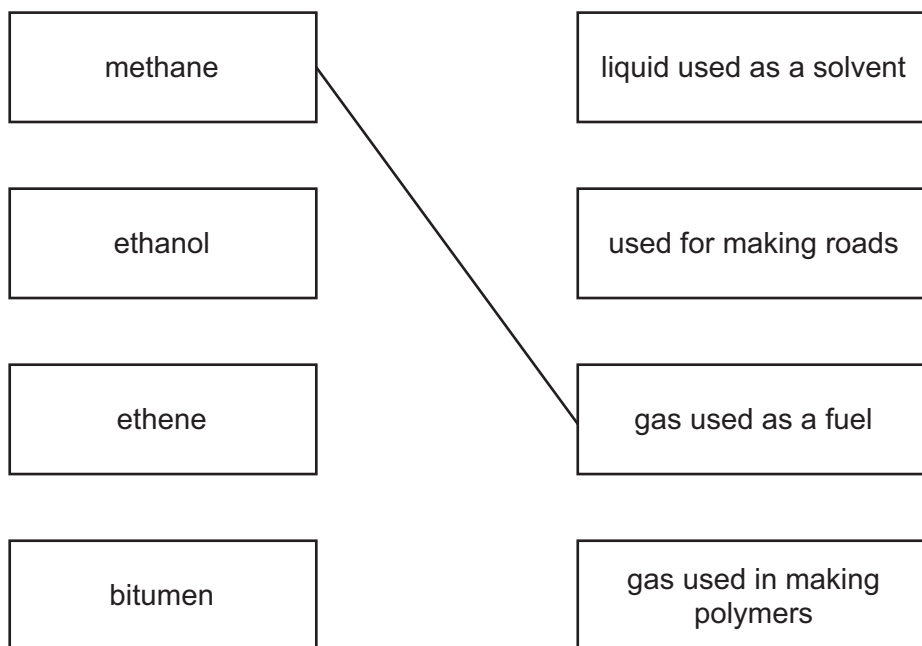 methane
liquid used as a solvent
ethanol
used for making roads
ethene
gas used as a fuel
bitumen
gas used in making
polymers